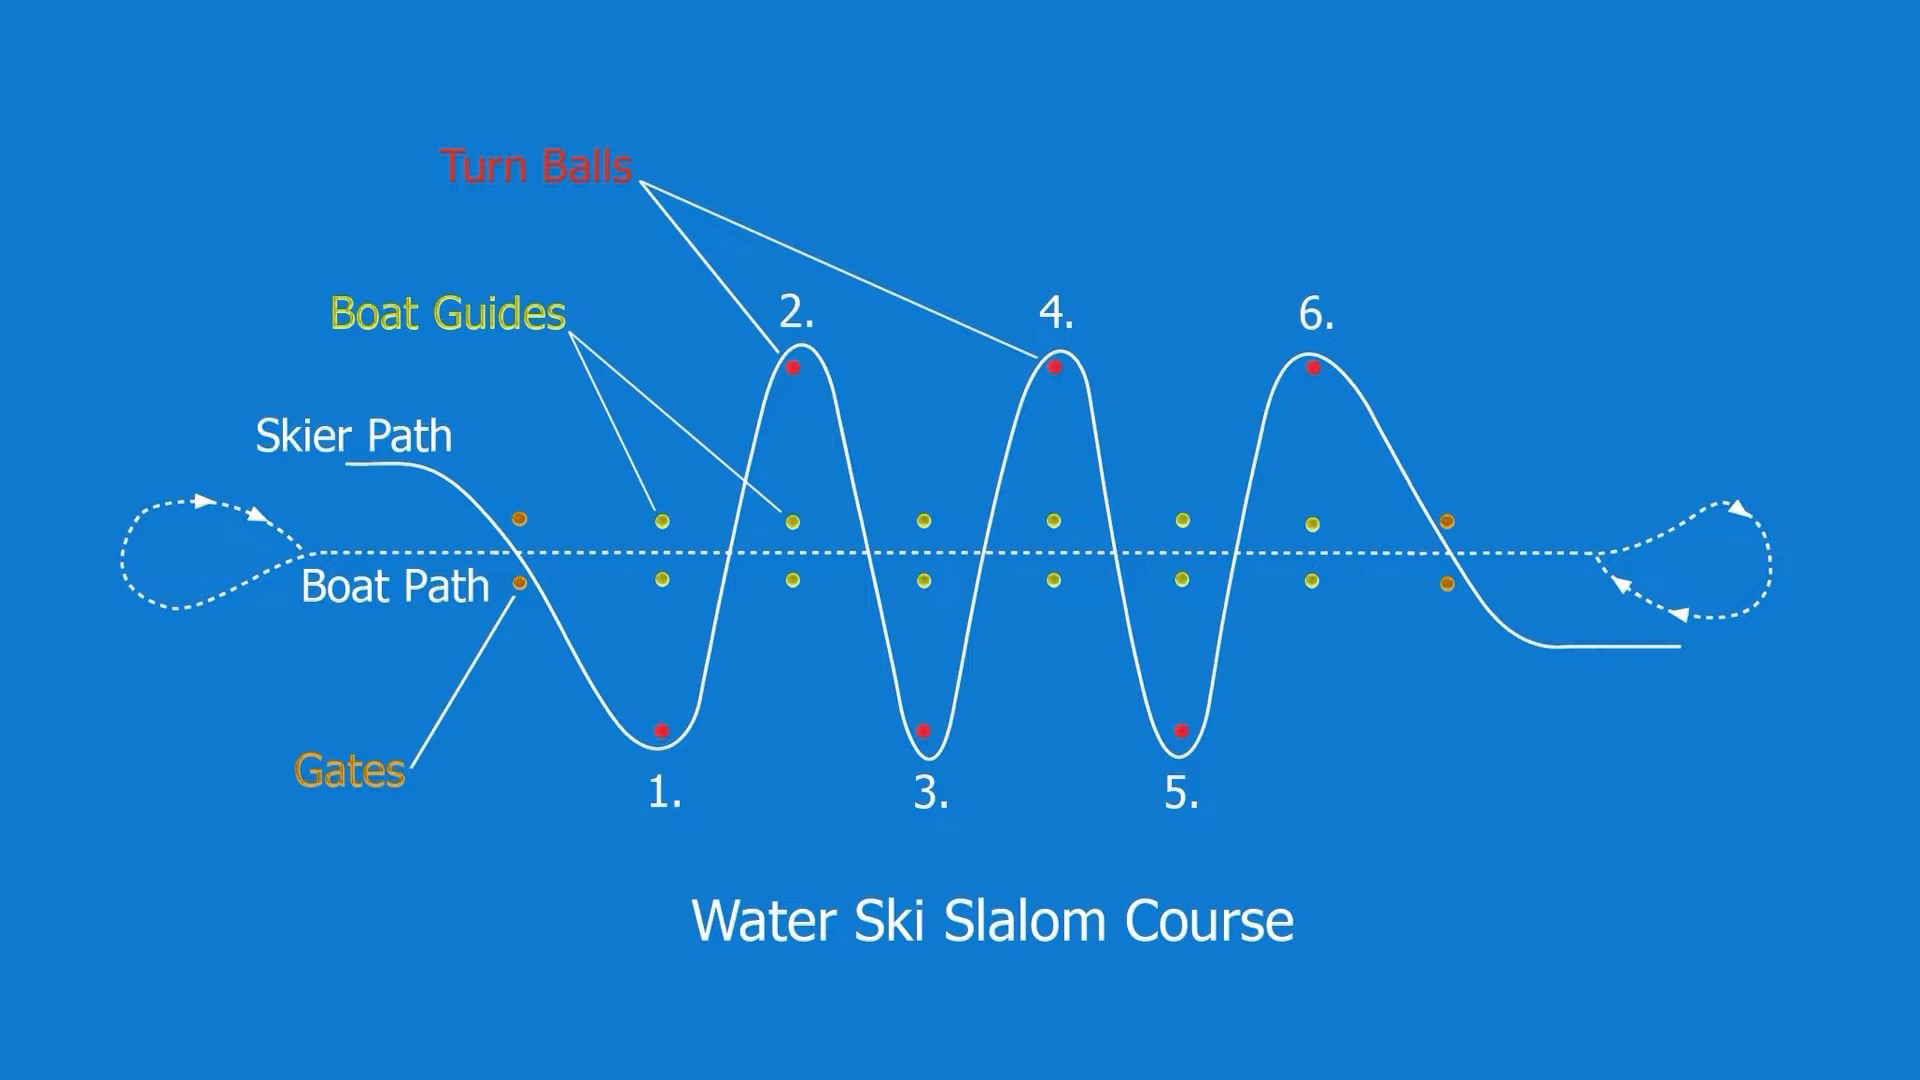 Turn Balls
Boat Guides
2.
4.
6.
Skier Path
Boat Path
Gates
1.
3.
5.
Water Ski Slalom Course